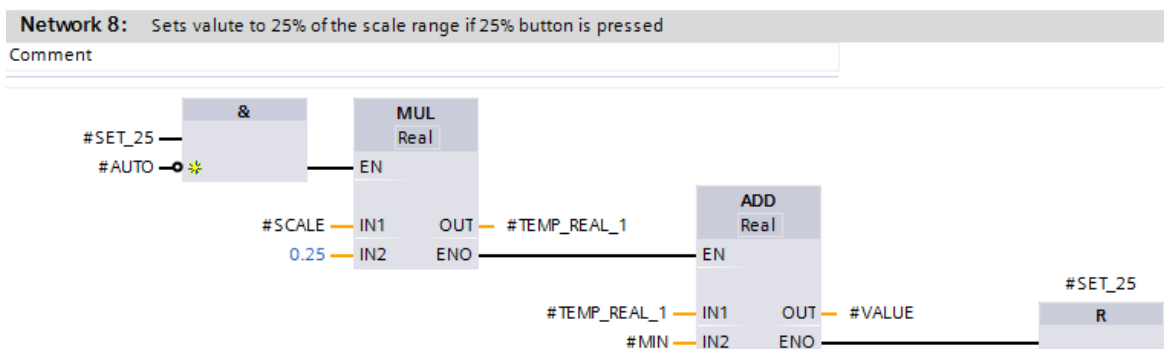 Network 8: Sets valute to 25% of the scale range if 25% button is pressed
Comment
&
MUL
#SET_25
Real
#AUTO
EN
ADD
#SCALE IN1 OUT #TEMP_REAL_1
Real
0.25 IN2 ENO
EN
#SET_25
#TEMP_REAL_1 IN1 OUT #VALUE
R
#MIN IN2 ENO